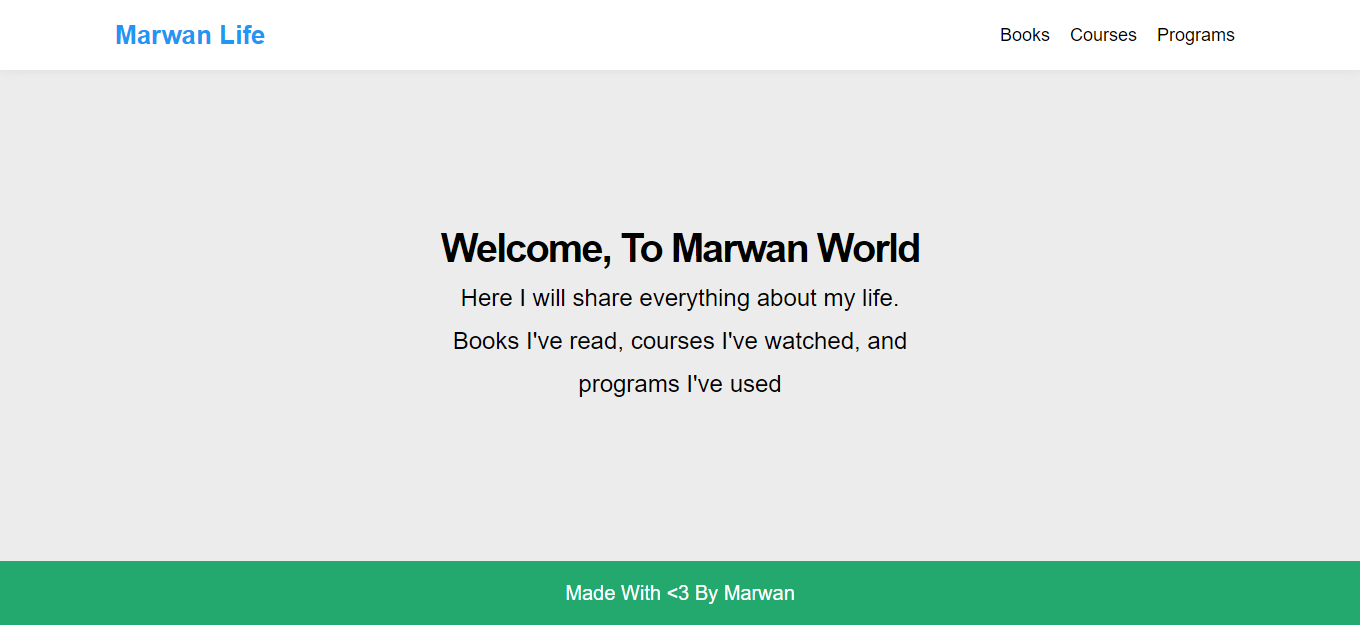 Marwan Life
Books Courses Programs
Welcome, To Marwan World
Here I will share everything about my life.
Books I've read, courses I've watched, and
programs I've used
Made With <3 By Marwan